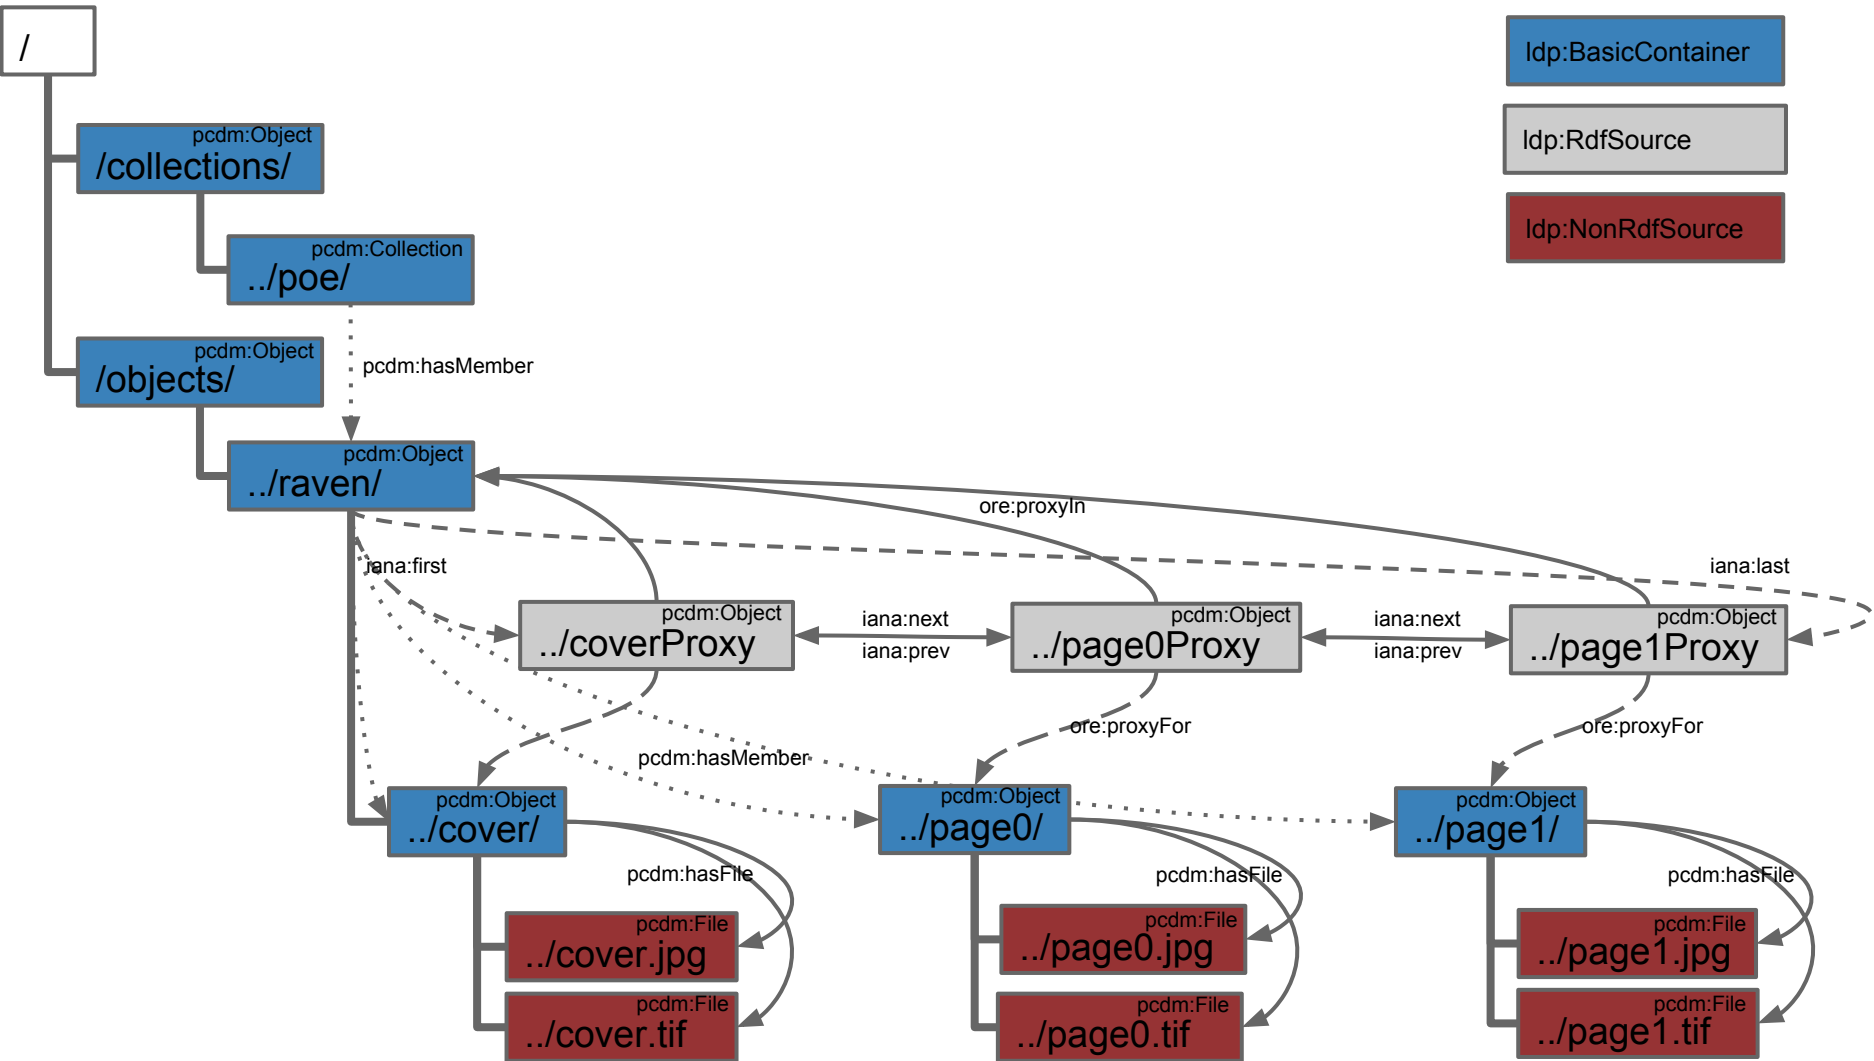 /
ldp:BasicContainer
ldp:RdfSource
ldp:NonRdfSource
pcdm:Object
/collections/
pcdm:Collection
../poe/
pcdm:Object
/objects/
pcdm:hasMember
pcdm:Object
../raven/
ore:proxyIn
iana:first
iana:last
pcdm:Object
../coverProxy
iana:next
iana:prev
pcdm:Object
../page0Proxy
iana:next
iana:prev
pcdm:Object
../page1Proxy
ore:proxyFor
ore:proxyFor
pcdm:hasMember
pcdm:Object
../cover/
pcdm:Object
../page0/
pcdm:Object
../page1/
pcdm:hasFile
pcdm:hasFile
pcdm:hasFile
pcdm:File
../cover.jpg
pcdm:File
../page0.jpg
pcdm:File
../page1.jpg
pcdm:File
../cover.tif
pcdm:File
../page0.tif
pcdm:File
../page1.tif